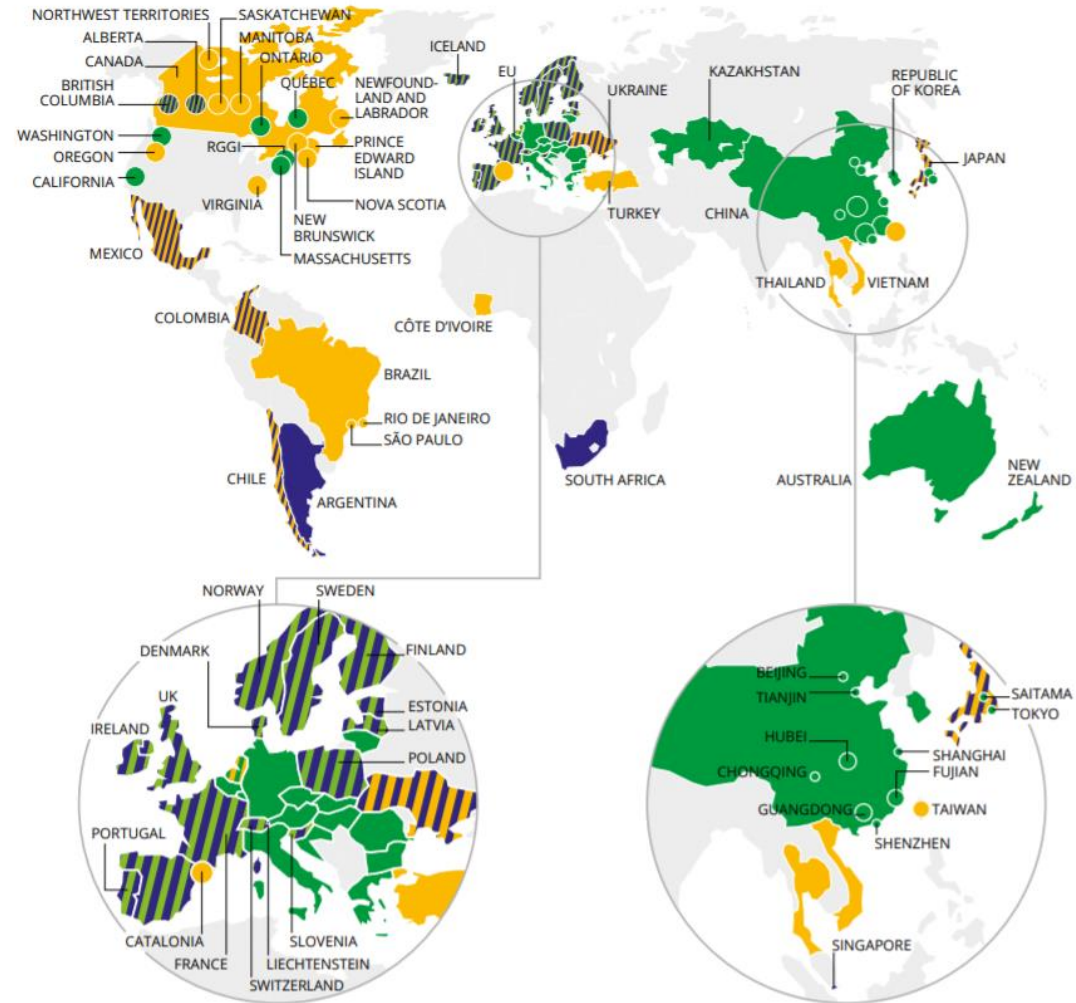 NORTHWEST TERRITORIES
SASKATCHEWAN
ALBERTA
MANITOBA
CANADA
ONTARIO
BRITISH
COLUMBIA
QUÉBEC
NEWFOUND-
LAND AND
LABRADOR
WASHINGTON
OREGON
RGGI
PRINCE
EDWARD
ISLAND
CALIFORNIA
VIRGINIA
NOVA SCOTIA
NEW
BRUNSWICK
MEXICO
MASSACHUSETTS
ICELAND
EU
UKRAINE
KAZAKHSTAN
REPUBLIC
OF KOREA
JAPAN
TURKEY
CHINA
THAILAND
VIETNAM
COLOMBIA
CÔTE D'IVOIRE
BRAZIL
RIO DE JANEIRO
SÃO PAULO
CHILE
ARGENTINA
SOUTH AFRICA
AUSTRALIA
NEW
ZEALAND
NORWAY
SWEDEN
DENMARK
FINLAND
UK
IRELAND
ESTONIA
LATVIA
POLAND
PORTUGAL
CATALONIA
FRANCE
SLOVENIA
LIECHTENSTEIN
SWITZERLAND
BEIJING
TIANJIN
SAITAMA
TOKYO
HUBEI
SHANGHAI
FUJIAN
CHONGQING
GUANGDONG
TAIWAN
SHENZHEN
SINGAPORE